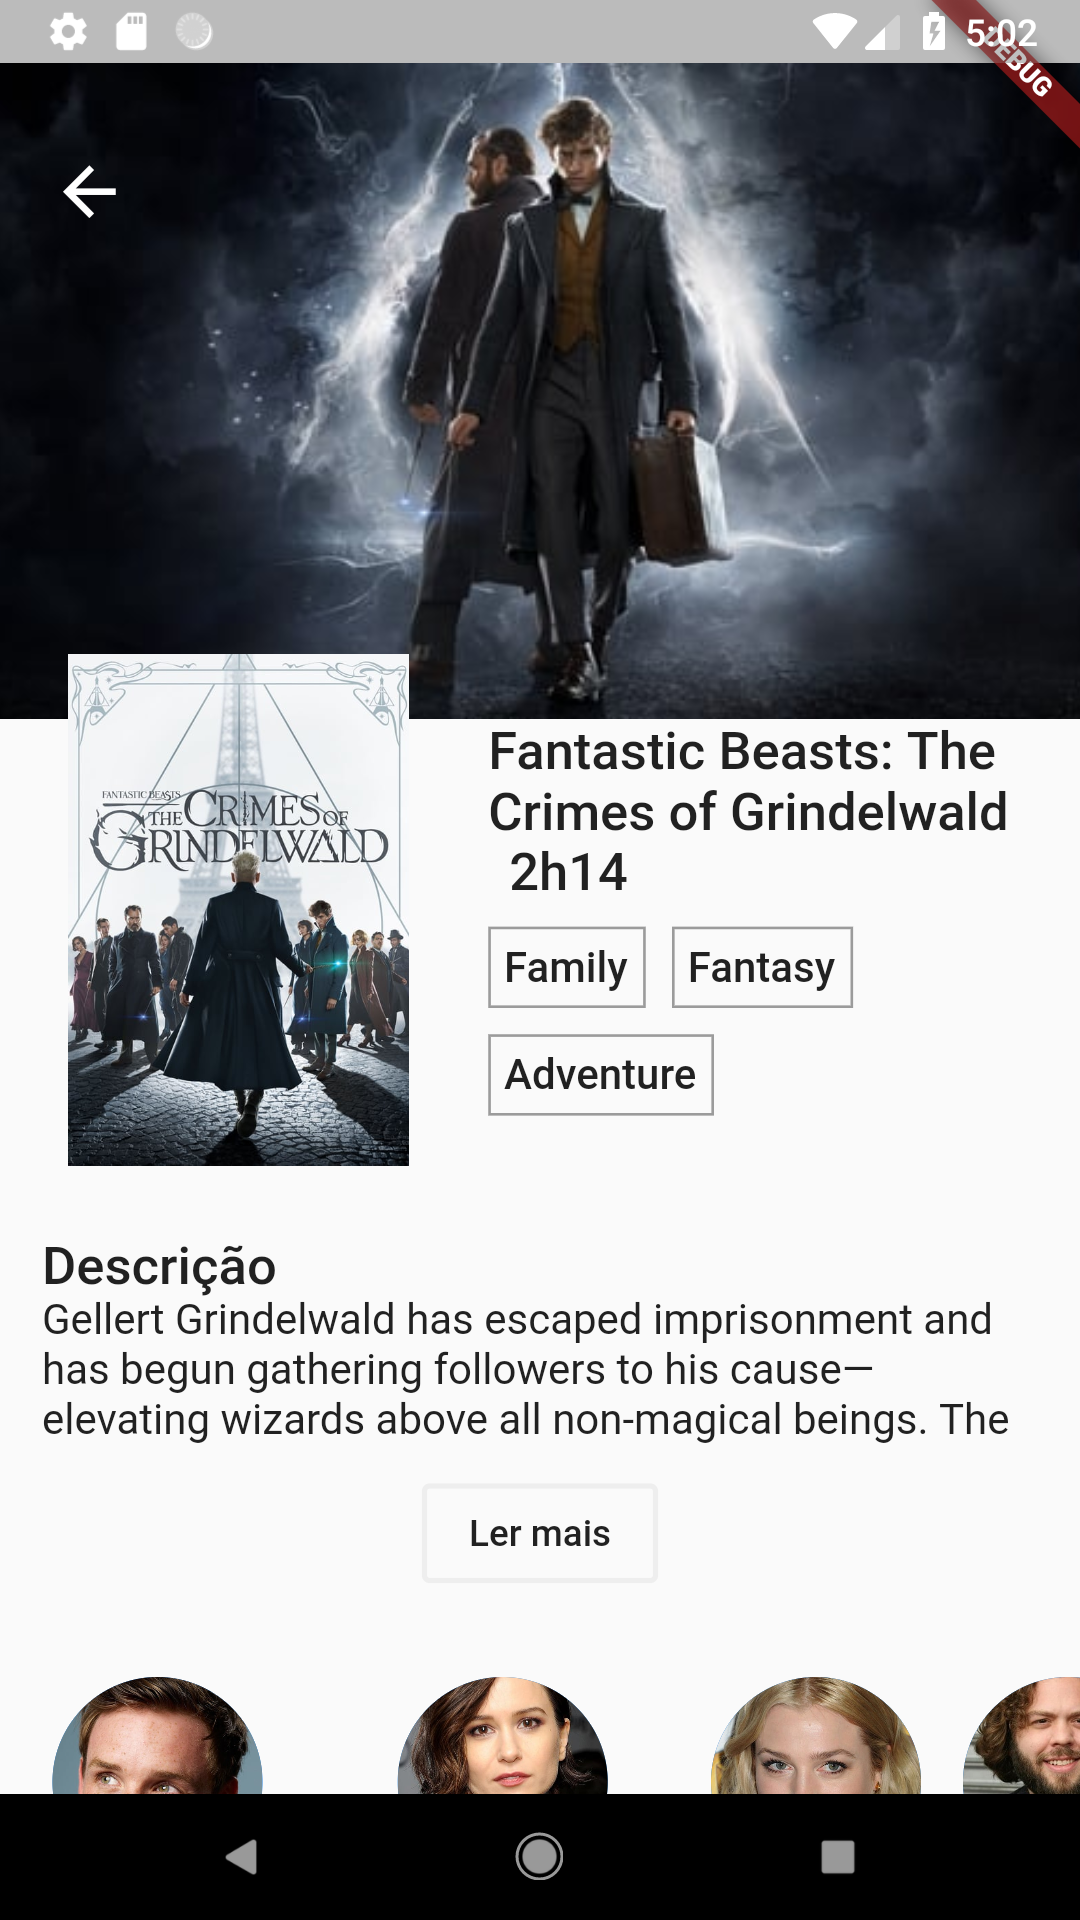 5:02
DEBUG
FANTASTIC BEASTS
THE CRIMES OF
GRINDELWALD
Fantastic Beasts: The
Crimes of Grindelwald
2h14
Family
Fantasy
Adventure
Descrição
Gellert Grindelwald has escaped imprisonment and
has begun gathering followers to his cause—
elevating wizards above all non-magical beings. The
Ler mais